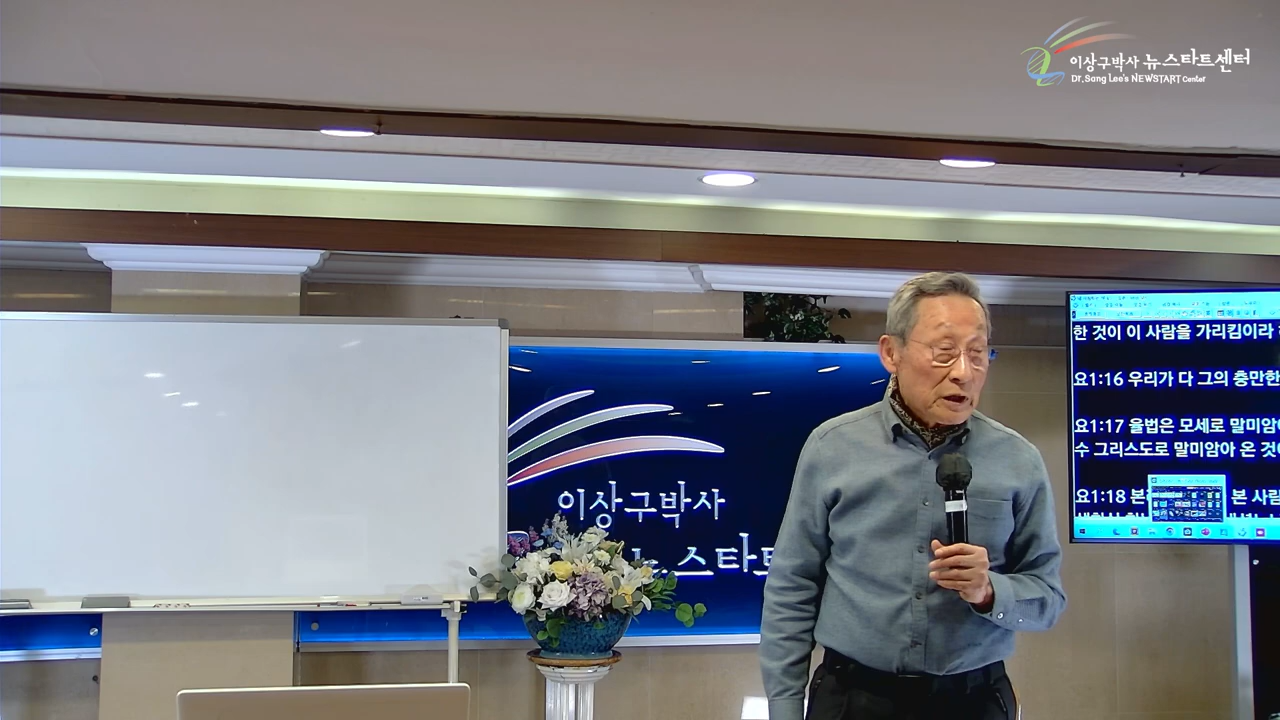 이상구박사 뉴스타트센터
Dr. Sang Lee's NEWSTART Center
한 것이 이 사람을 가리킴이라
요1:16 우리가 다 그의 충만한
요1:17 율법은 모세로 말미암아
수 그리스도로 말미암아 온 것이
요1:18 본 본 사람
이상구박사
뉴스타트